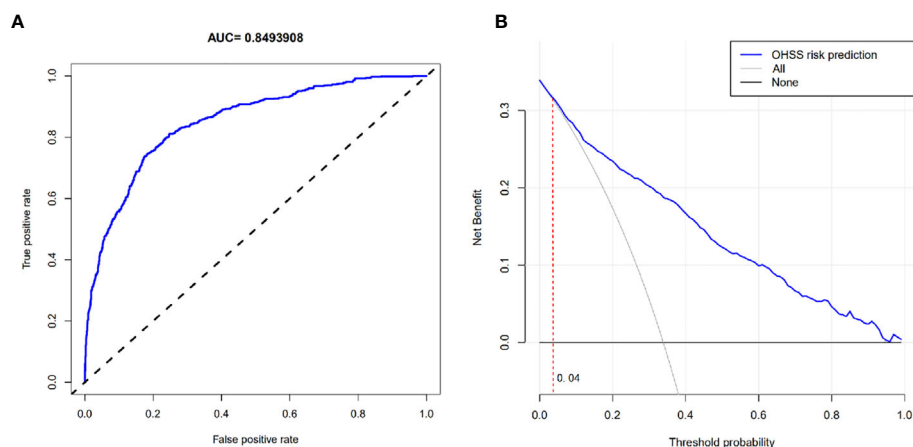 A
AUC= 0.8493908
True positive rate
1.0
0.8
0.6
0.4
0.2
0.0
0.0 0.2 0.4 0.6 0.8 1.0
False positive rate
B
OHSS risk prediction
All
None
Net Benefit
0.3
0.2
0.1
0.0
0. 04
0.0 0.2 0.4 0.6 0.8 1.0
Threshold probability